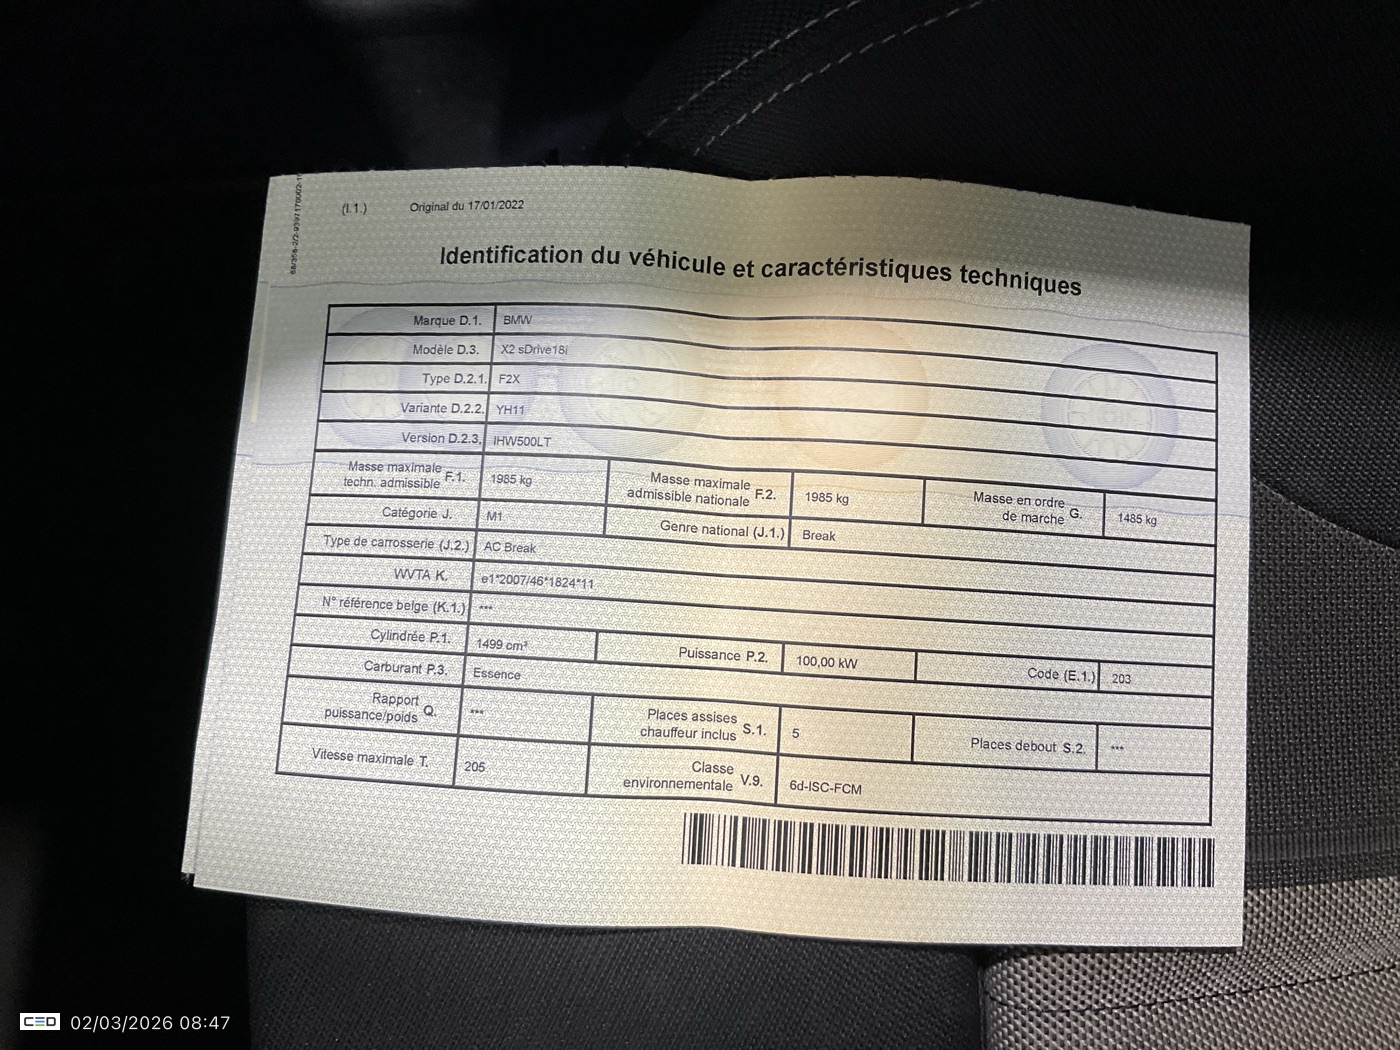 (I.1.) Original du 17/01/2022
Identification du véhicule et caractéristiques techniques
Marque D.1. BMW
Modèle D.3. X2 sDrive18i
Type D.2.1. F2X
Variante D.2.2. YH11
Version D.2.3. IHW500LT
Masse maximale techn. admissible F.1. 1985 kg Masse maximale admissible nationale F.2. 1985 kg Masse en ordre de marche G. 1485 kg
Catégorie J. M1 Genre national (J.1.) Break
Type de carrosserie (J.2.) AC Break
WVTA K. e1*2007/46*1824*11
N° référence belge (K.1.) ***
Cylindrée P.1. 1499 cm³ Puissance P.2. 100,00 kW Code (E.1.) 203
Carburant P.3. Essence
Rapport puissance/poids Q. *** Places assises chauffeur inclus S.1. 5 Places debout S.2. ***
Vitesse maximale T. 205 Classe environnementale V.9. 6d-ISC-FCM
CED 02/03/2026 08:47